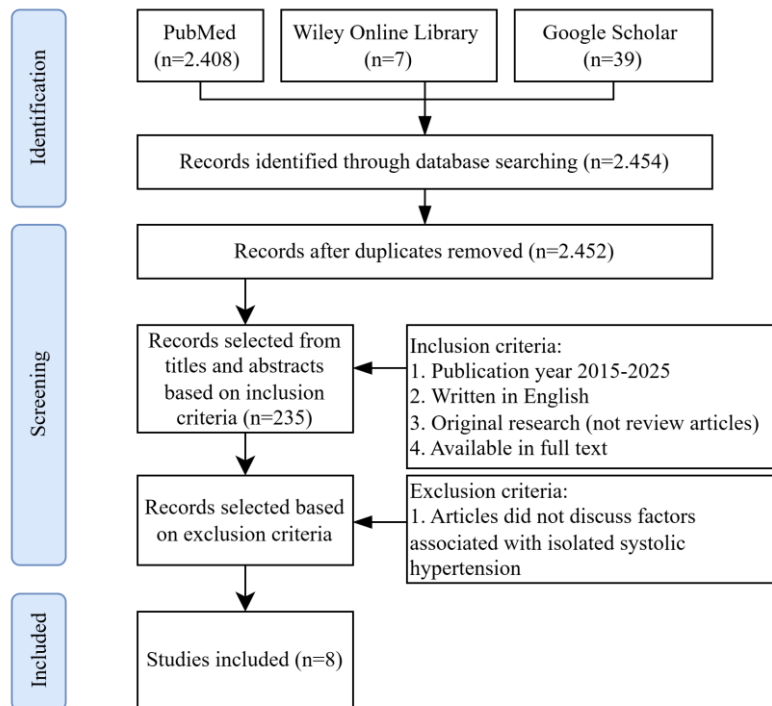 Identification
PubMed
(n=2.408)
Wiley Online Library
(n=7)
Google Scholar
(n=39)
Records identified through database searching (n=2.454)
Screening
Records after duplicates removed (n=2.452)
Records selected from
titles and abstracts
based on inclusion
criteria (n=235)
Inclusion criteria:
1. Publication year 2015-2025
2. Written in English
3. Original research (not review articles)
4. Available in full text
Records selected based
on exclusion criteria
Exclusion criteria:
1. Articles did not discuss factors
associated with isolated systolic
hypertension
Included
Studies included (n=8)